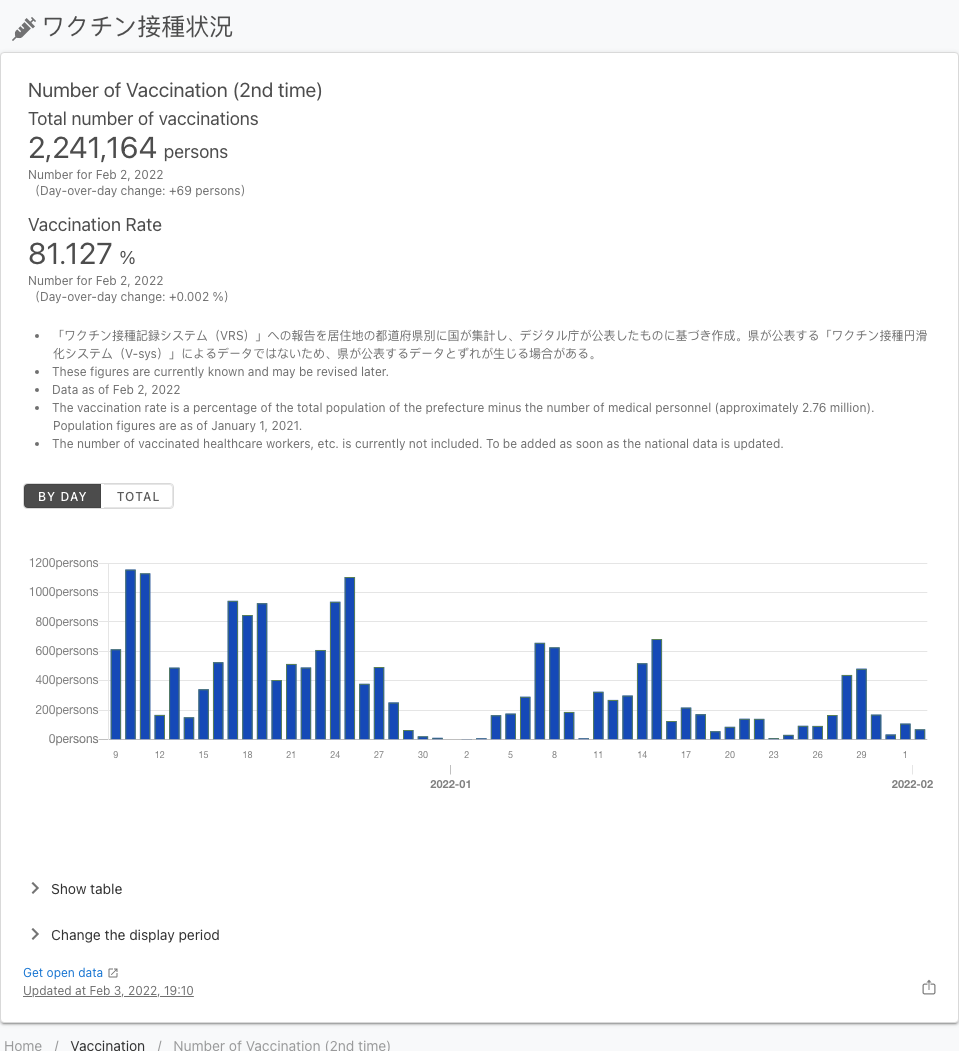 ワクチン接種状況
Number of Vaccination (2nd time)
Total number of vaccinations
2,241,164 persons
Number for Feb 2, 2022
(Day-over-day change: +69 persons)
Vaccination Rate
81.127 %
Number for Feb 2, 2022
(Day-over-day change: +0.002 %)
• 「ワクチン接種記録システム（VRS）」への報告を居住地の都道府県別に国が集計し、デジタル庁が公表したものに基づき作成。県が公表する「ワクチン接種円滑
化システム（V-sys）」によるデータではないため、県が公表するデータとずれが生じる場合がある。
• These figures are currently known and may be revised later.
• Data as of Feb 2, 2022
• The vaccination rate is a percentage of the total population of the prefecture minus the number of medical personnel (approximately 2.76 million).
Population figures are as of January 1, 2021.
• The number of vaccinated healthcare workers, etc. is currently not included. To be added as soon as the national data is updated.
BY DAY TOTAL
1200persons
1000persons
800persons
600persons
400persons
200persons
0persons
9 12 15 18 21 24 27 30 2 5 8 11 14 17 20 23 26 29 1
2022-01 2022-02
Show table
Change the display period
Get open data
Updated at Feb 3, 2022, 19:10
Home / Vaccination / Number of Vaccination (2nd time)